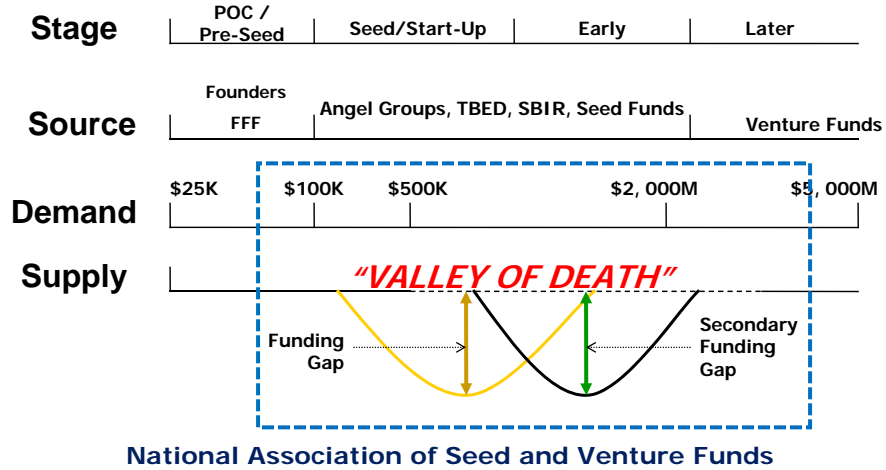 Stage
POC /
Pre-Seed
Seed/Start-Up
Early
Later
Source
Founders
FFF
Angel Groups, TBED, SBIR, Seed Funds
Venture Funds
Demand
$25K
$100K
$500K
$2,000M
$5,000M
Supply
“VALLEY OF DEATH”
Funding
Gap
Secondary
Funding
Gap
National Association of Seed and Venture Funds